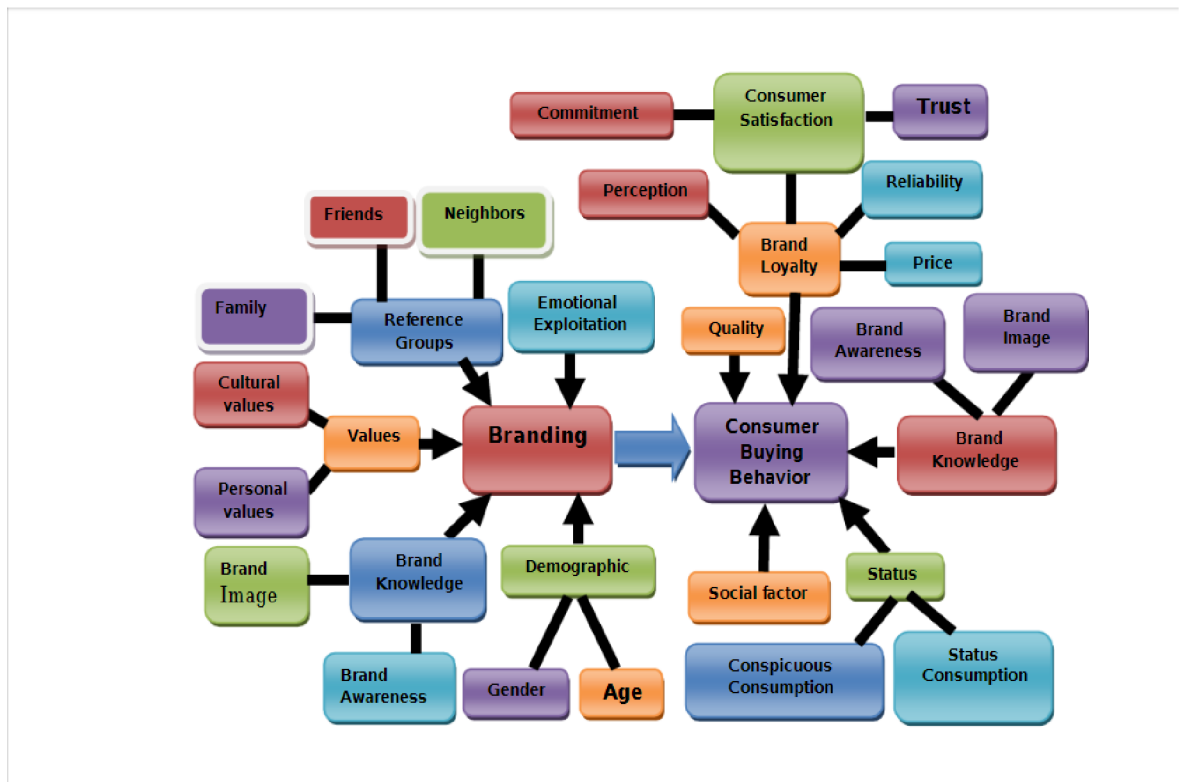 Consumer
Satisfaction
Commitment
Trust
Perception
Reliability
Brand
Loyalty
Price
Friends
Neighbors
Family
Reference
Groups
Emotional
Exploitation
Quality
Brand
Awareness
Brand
Image
Cultural
values
Values
Personal
values
Branding
Consumer
Buying
Behavior
Brand
Knowledge
Brand
Image
Brand
Knowledge
Demographic
Social factor
Status
Brand
Awareness
Gender
Age
Conspicuous
Consumption
Status
Consumption